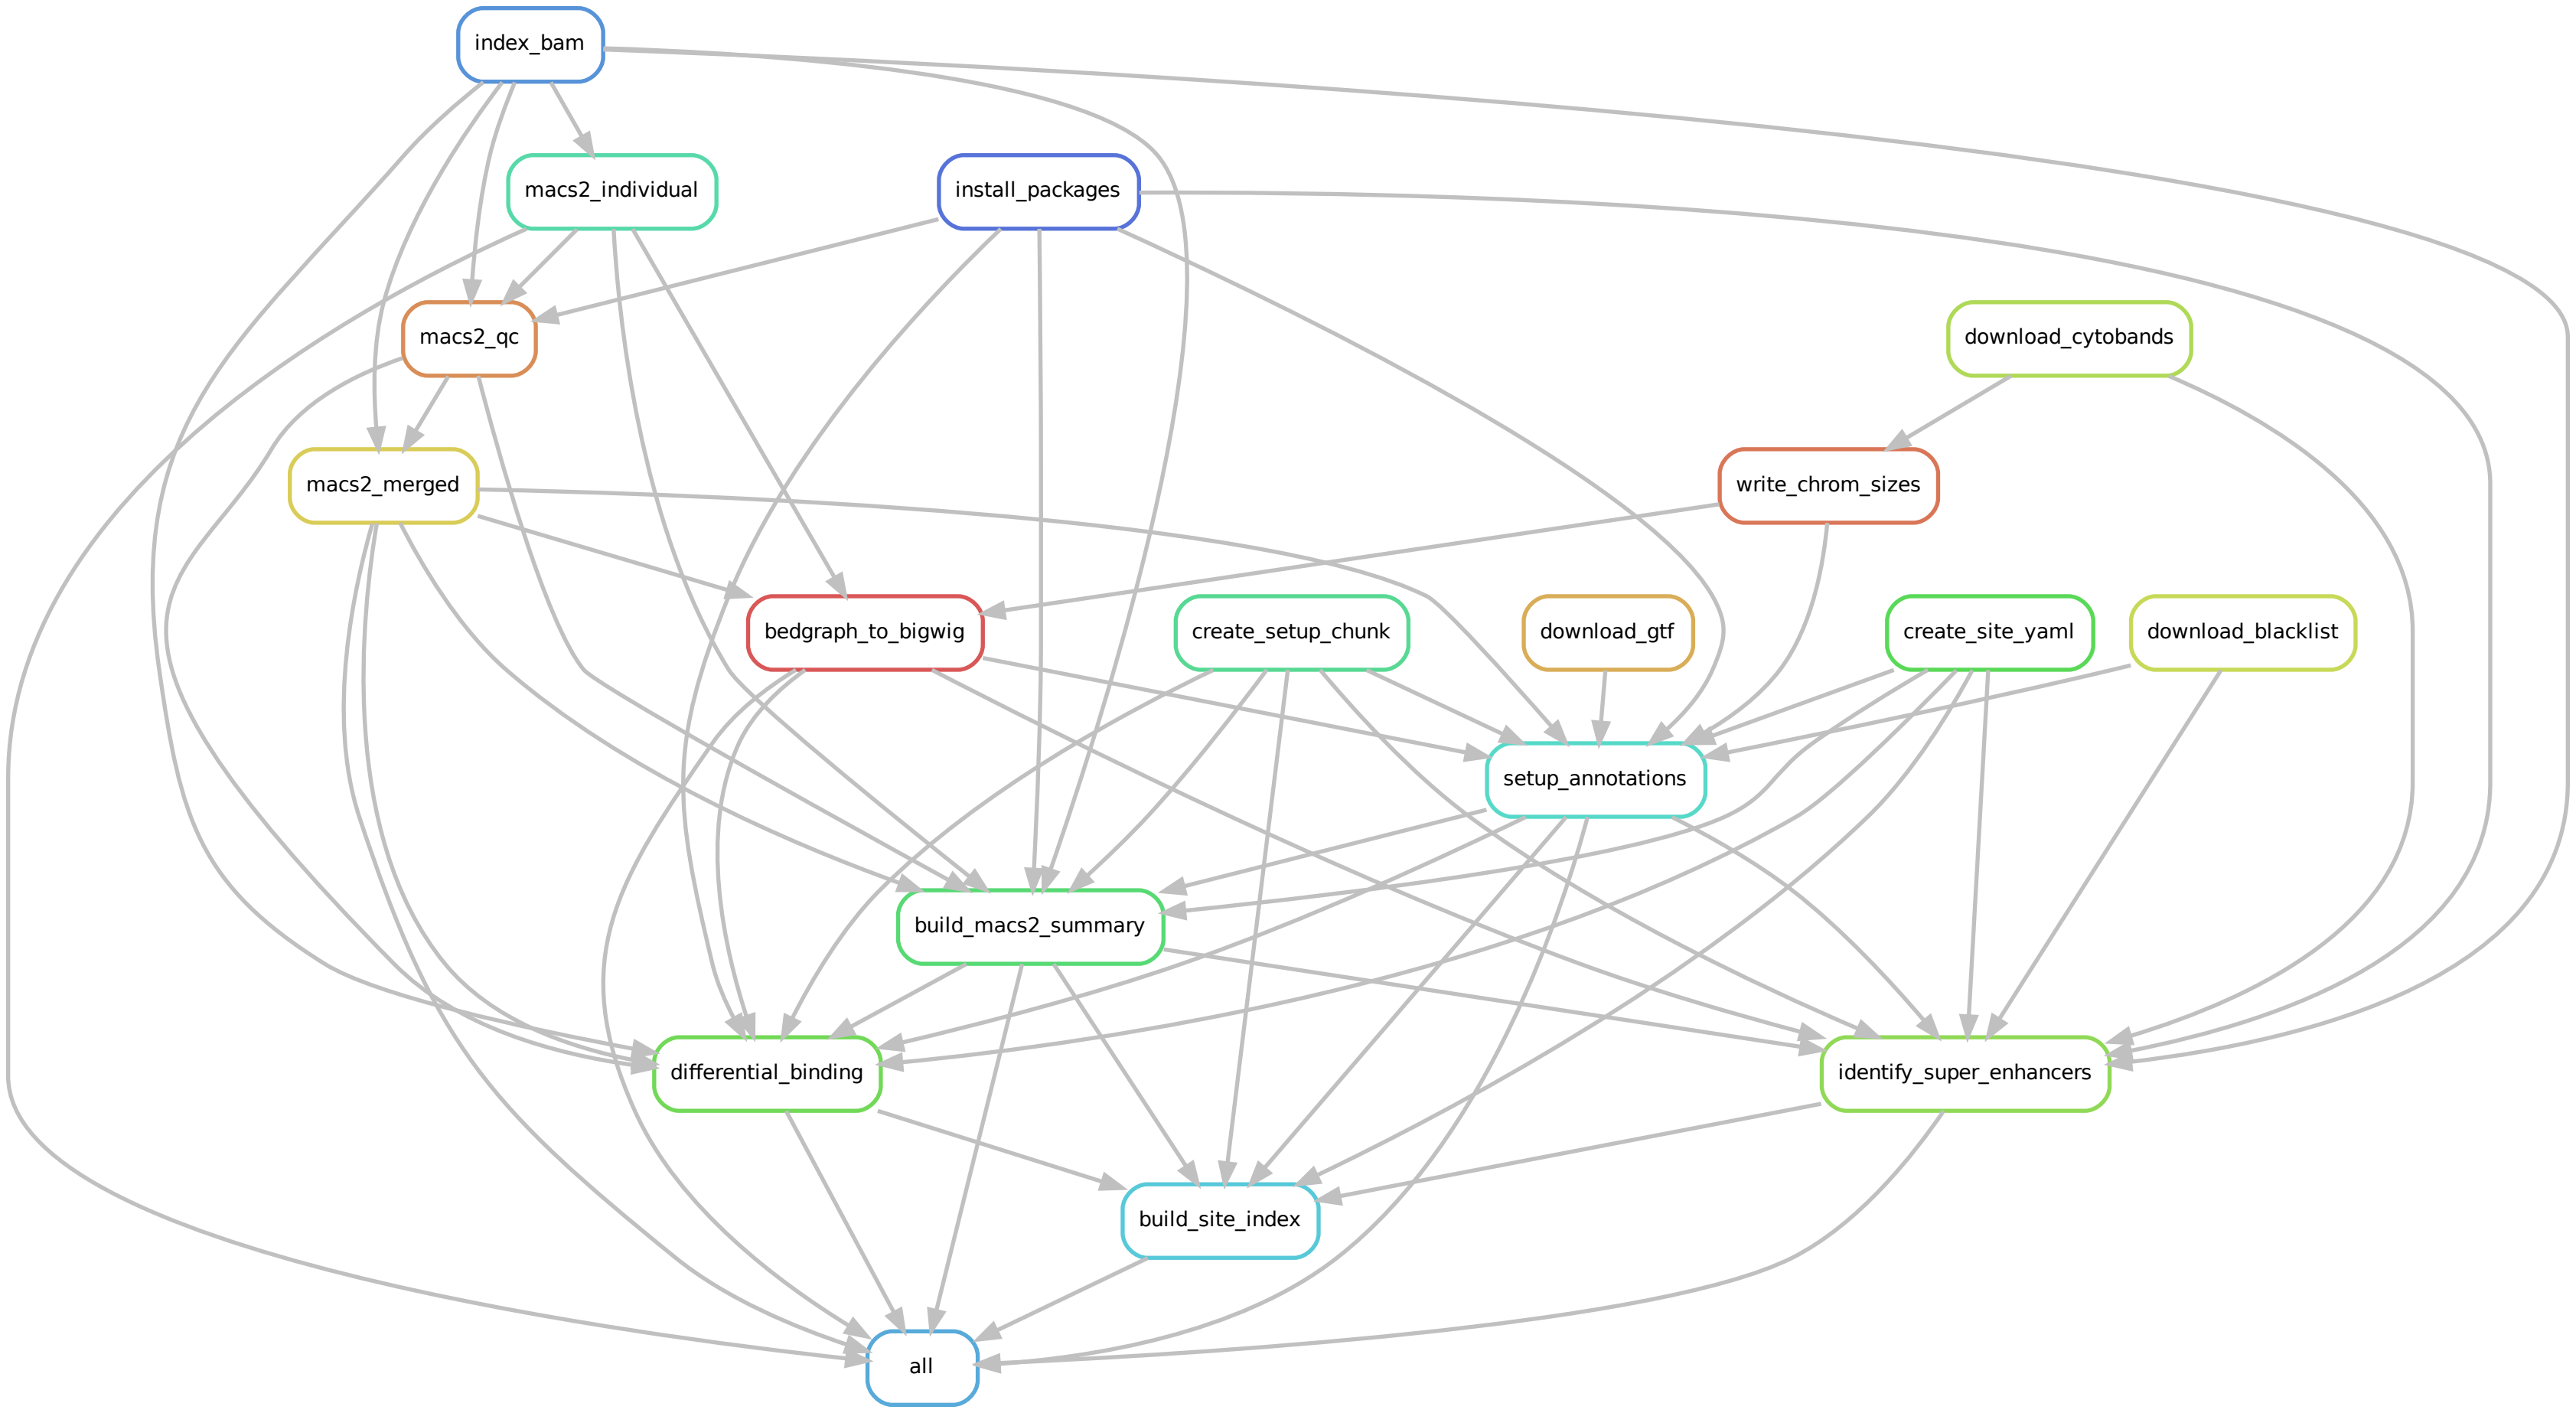 index_bam
macs2_individual
install_packages
macs2_qc
download_cytobands
macs2_merged
write_chrom_sizes
bedgraph_to_bigwig
create_setup_chunk
download_gtf
create_site_yaml
download_blacklist
setup_annotations
build_macs2_summary
differential_binding
identify_super_enhancers
build_site_index
all